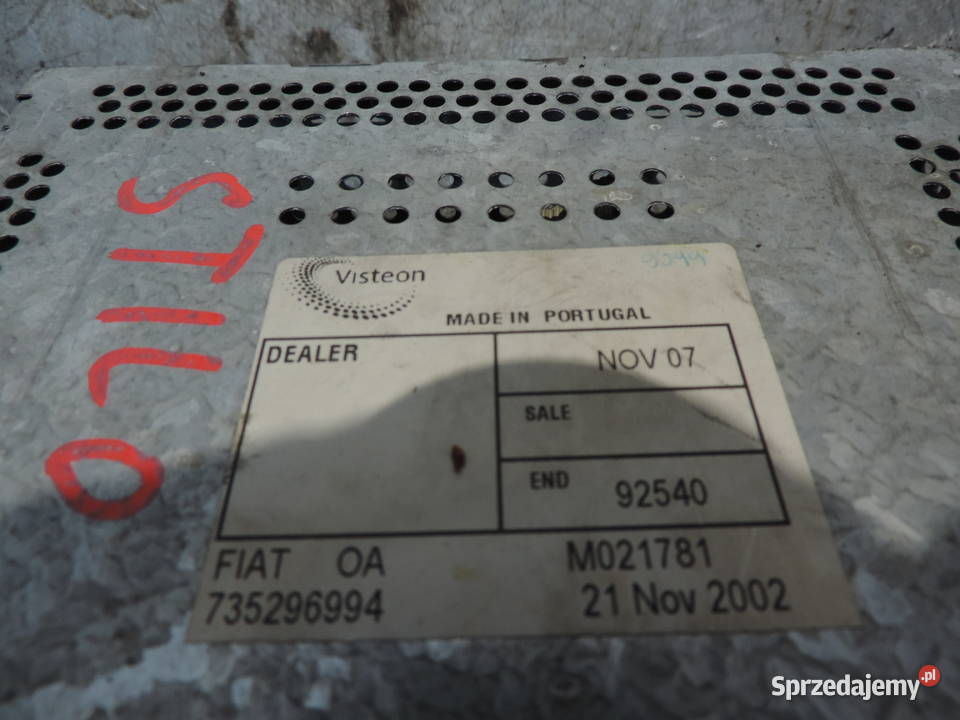 STILO
Visteon
MADE IN PORTUGAL
DEALER
NOV 07
SALE
END 92540
FIAT OA
M021781
735296994
21 Nov 2002
Sprzedajemy.pl